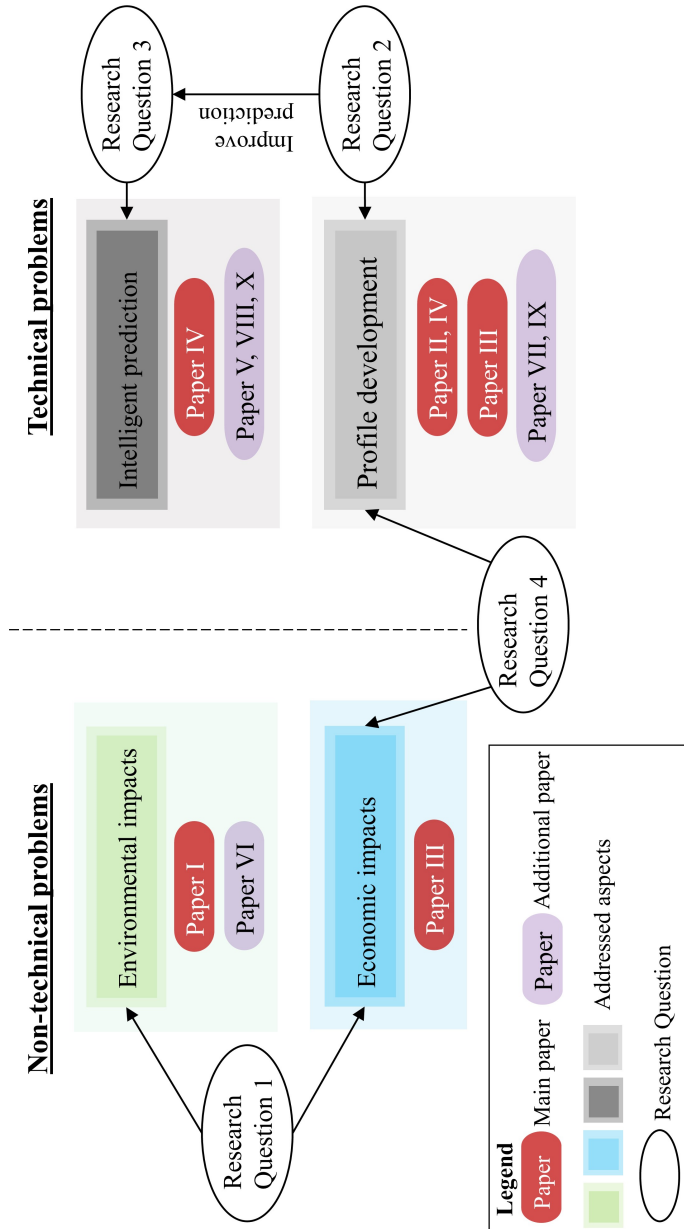 Non-technical problems
Technical problems
Research
Question 1
Environmental impacts
Paper I
Paper VI
Economic impacts
Paper III
Research
Question 4
Intelligent prediction
Paper IV
Paper V, VIII, X
Profile development
Paper II, IV
Paper III
Paper VII, IX
Research
Question 3
Improve
prediction
Research
Question 2
Legend
Paper Main paper Paper Additional paper
Addressed aspects
Research Question